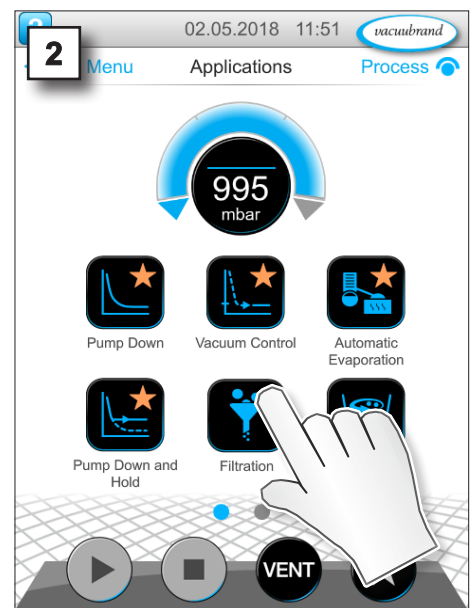 02.05.2018 11:51 vacuubrand
2
Menu Applications Process
995
mbar
Pump Down Vacuum Control Automatic
Evaporation
Pump Down and
Hold
Filtration
VENT